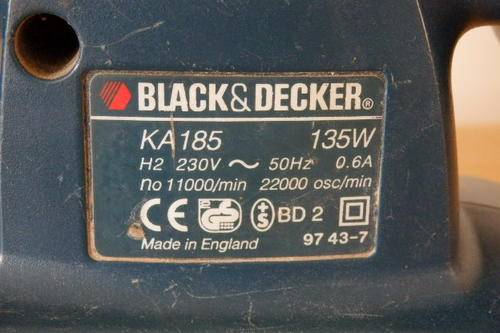 BLACK&DECKER®
KA185 135W
H2 230V ~ 50Hz 0.6A
no 11000/min 22000 osc/min
CE GS S BD 2
Made in England 97 43-7